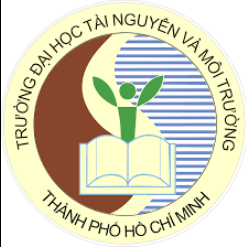 TRƯỜNG ĐẠI HỌC TÀI NGUYÊN VÀ MÔI TRƯỜNG
THÀNH PHỐ HỒ CHÍ MINH